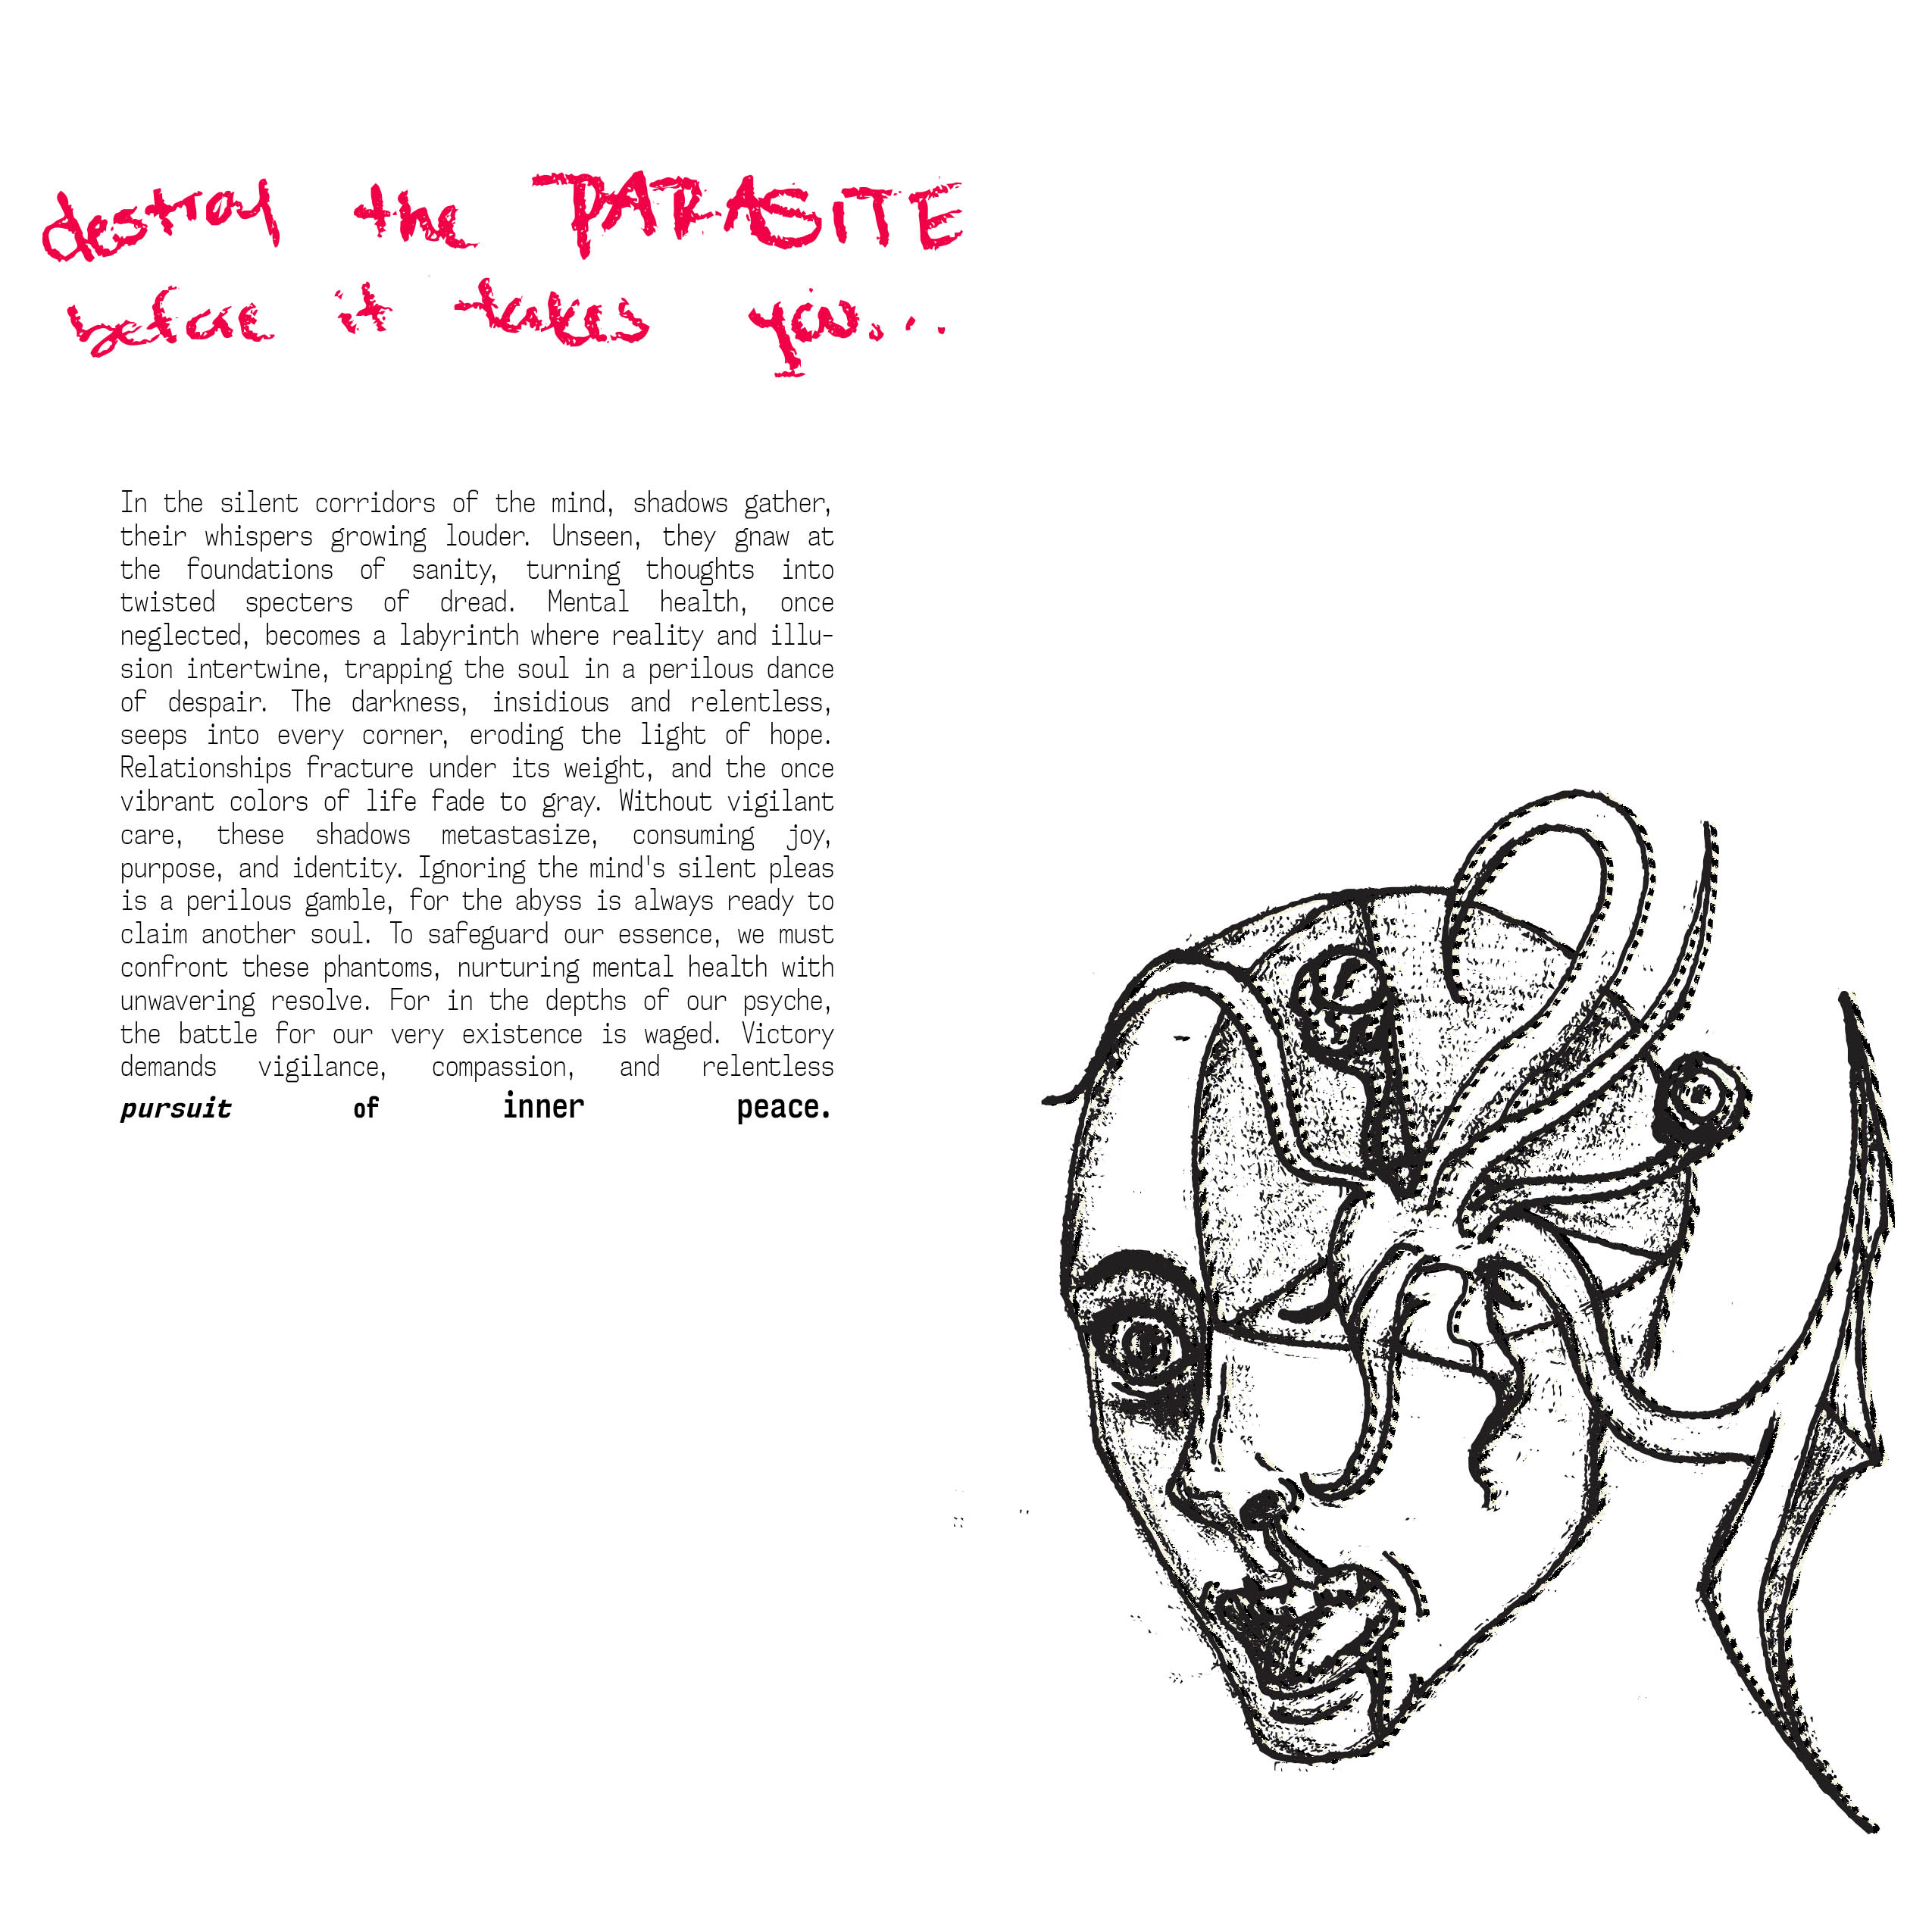 destroy the PARASITE
before it takes you...
In the silent corridors of the mind, shadows gather,
their whispers growing louder. Unseen, they gnaw at
the foundations of sanity, turning thoughts into
twisted specters of dread. Mental health, once
neglected, becomes a labyrinth where reality and illu-
sion intertwine, trapping the soul in a perilous dance
of despair. The darkness, insidious and relentless,
seeps into every corner, eroding the light of hope.
Relationships fracture under its weight, and the once
vibrant colors of life fade to gray. Without vigilant
care, these shadows metastasize, consuming joy,
purpose, and identity. Ignoring the mind's silent pleas
is a perilous gamble, for the abyss is always ready to
claim another soul. To safeguard our essence, we must
confront these phantoms, nurturing mental health with
unwavering resolve. For in the depths of our psyche,
the battle for our very existence is waged. Victory
demands vigilance, compassion, and relentless
pursuit of inner peace.